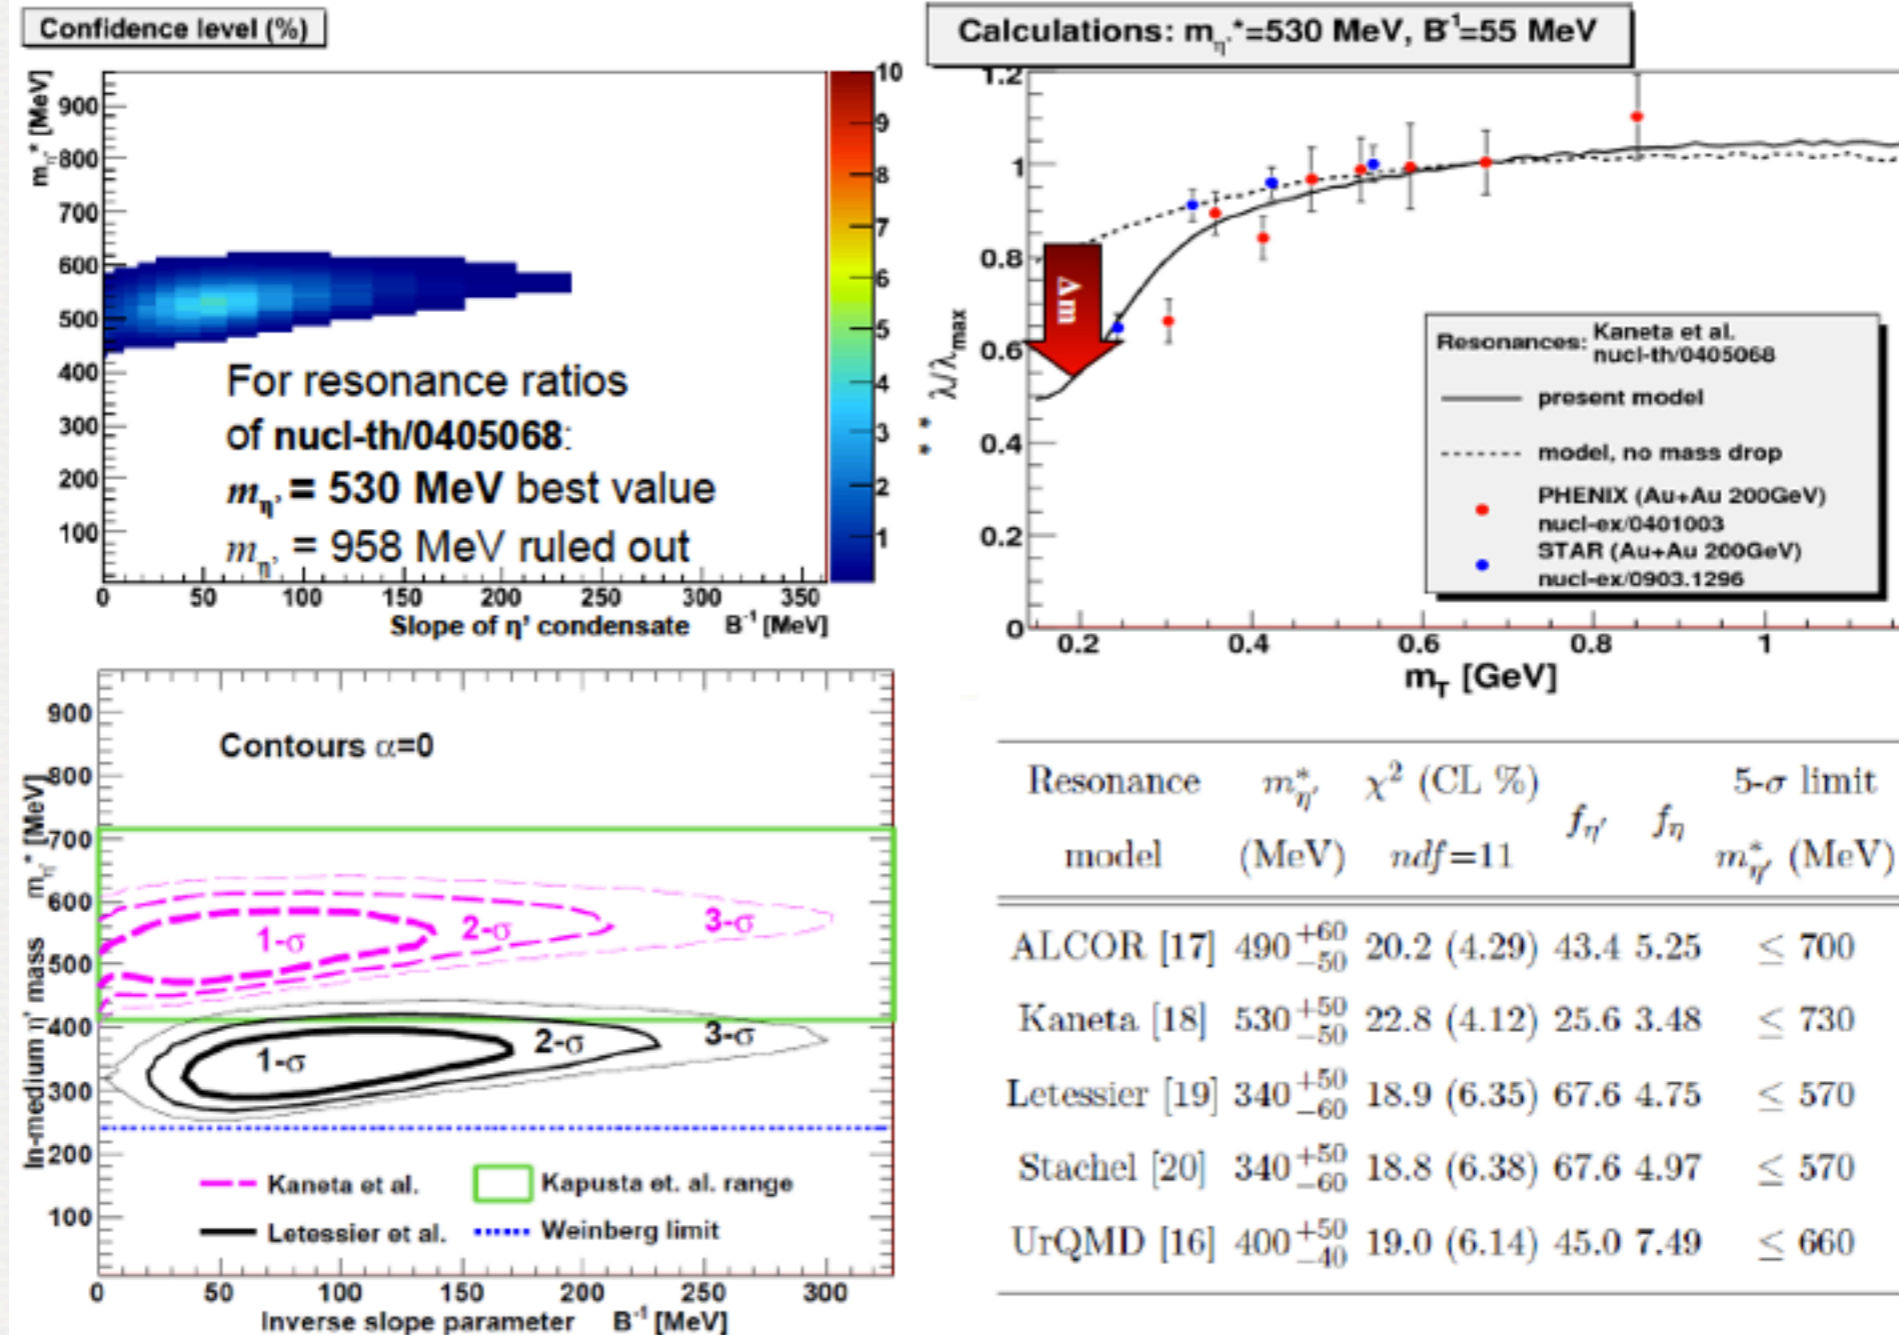 Confidence level (%)
m_η'* [MeV]
900
800
700
600
500
400
300
200
100
0
50
100
150
200
250
300
350
Slope of η' condensate B⁻¹ [MeV]
10
9
8
7
6
5
4
3
2
1
For resonance ratios
of nucl-th/0405068:
m_η' = 530 MeV best value
m_η' = 958 MeV ruled out
Calculations: m_η'*=530 MeV, B⁻¹=55 MeV
1.2
1
0.8
0.6
0.4
0.2
0
* * λ/λ_max
Δm
Resonances: Kaneta et al.
nucl-th/0405068
present model
model, no mass drop
PHENIX (Au+Au 200GeV)
nucl-ex/0401003
STAR (Au+Au 200GeV)
nucl-ex/0903.1296
0.2
0.4
0.6
0.8
1
m_T [GeV]
In-medium η' mass m_η'* [MeV]
900
800
700
600
500
400
300
200
100
Contours α=0
1-σ
2-σ
3-σ
1-σ
2-σ
3-σ
Kaneta et al.
Kapusta et. al. range
Letessier et al.
Weinberg limit
0
50
100
150
200
250
300
Inverse slope parameter B⁻¹ [MeV]
Resonance m*_η' χ² (CL %) f_η' f_η 5-σ limit
model (MeV) ndf=11 m*_η' (MeV)
ALCOR [17] 490 +60 −50 20.2 (4.29) 43.4 5.25 ≤ 700
Kaneta [18] 530 +50 −50 22.8 (4.12) 25.6 3.48 ≤ 730
Letessier [19] 340 +50 −60 18.9 (6.35) 67.6 4.75 ≤ 570
Stachel [20] 340 +50 −60 18.8 (6.38) 67.6 4.97 ≤ 570
UrQMD [16] 400 +50 −40 19.0 (6.14) 45.0 7.49 ≤ 660